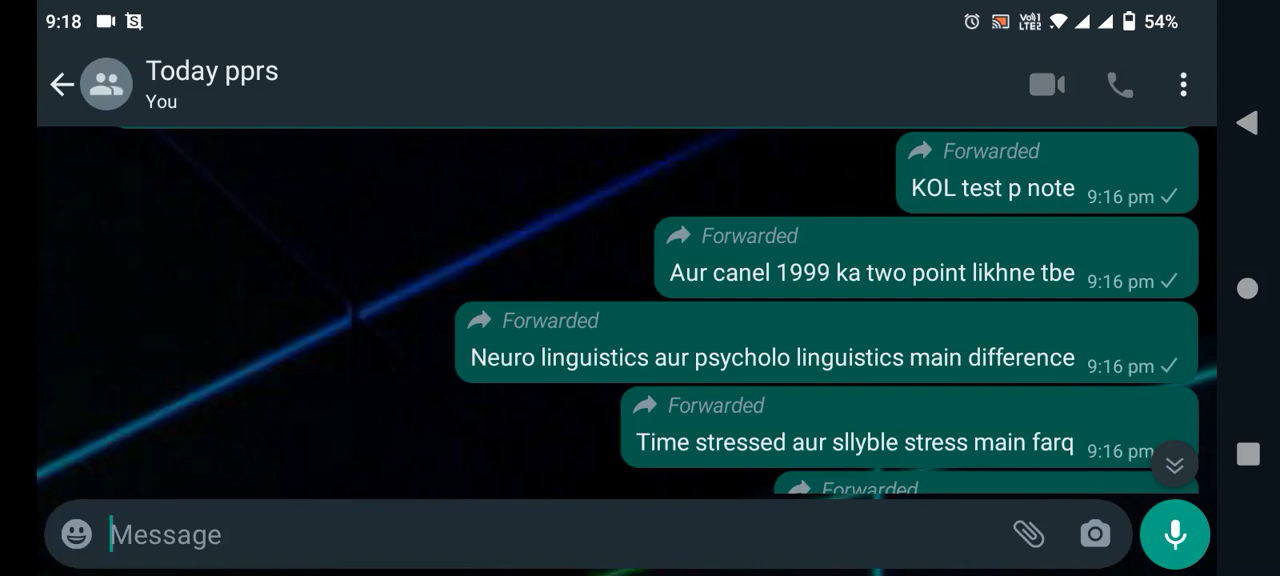 9:18
54%
Today pprs
You
Forwarded
KOL test p note 9:16 pm
Forwarded
Aur canel 1999 ka two point likhne tbe 9:16 pm
Forwarded
Neuro linguistics aur psycholo linguistics main difference 9:16 pm
Forwarded
Time stressed aur sllyble stress main farq 9:16 pm
Forwarded
Message